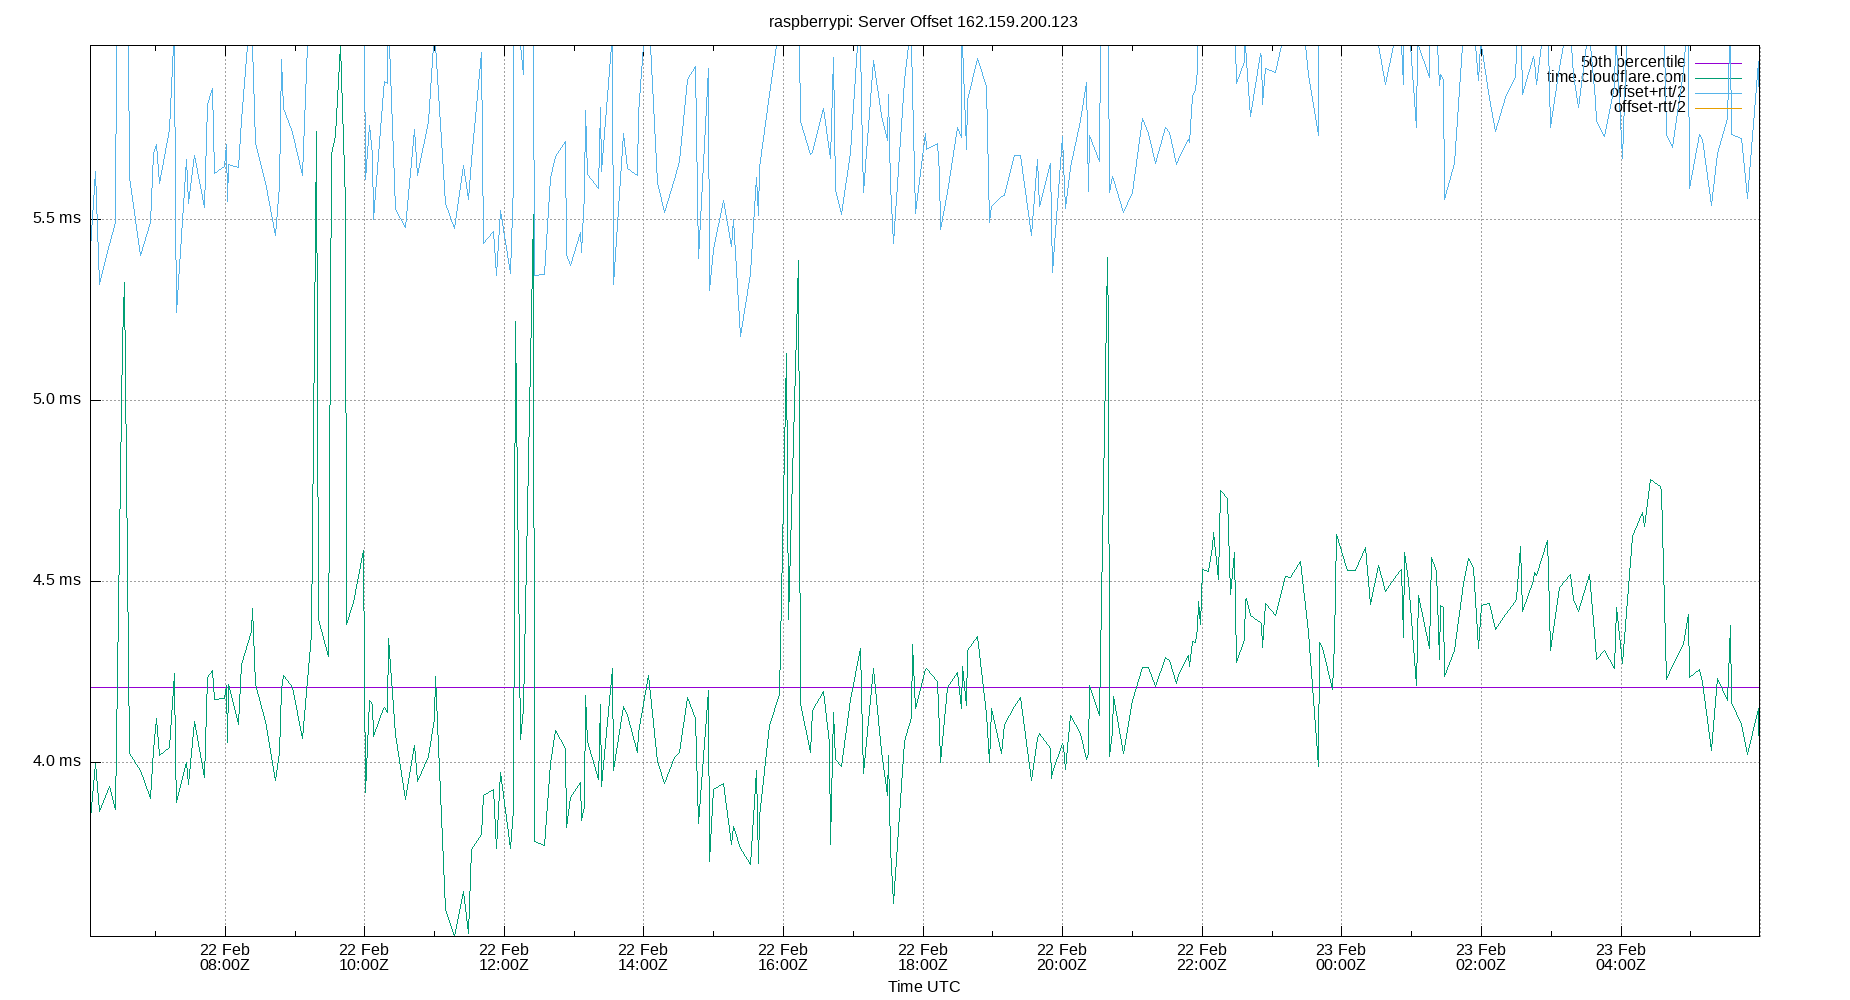 raspberrypi: Server Offset 162.159.200.123
50th percentile
time.cloudflare.com
offset+rtt/2
offset-rtt/2
5.5 ms
5.0 ms
4.5 ms
4.0 ms
22 Feb 22 Feb 22 Feb 22 Feb 22 Feb 22 Feb 22 Feb 22 Feb 23 Feb 23 Feb 23 Feb
08:00Z 10:00Z 12:00Z 14:00Z 16:00Z 18:00Z 20:00Z 22:00Z 00:00Z 02:00Z 04:00Z
Time UTC